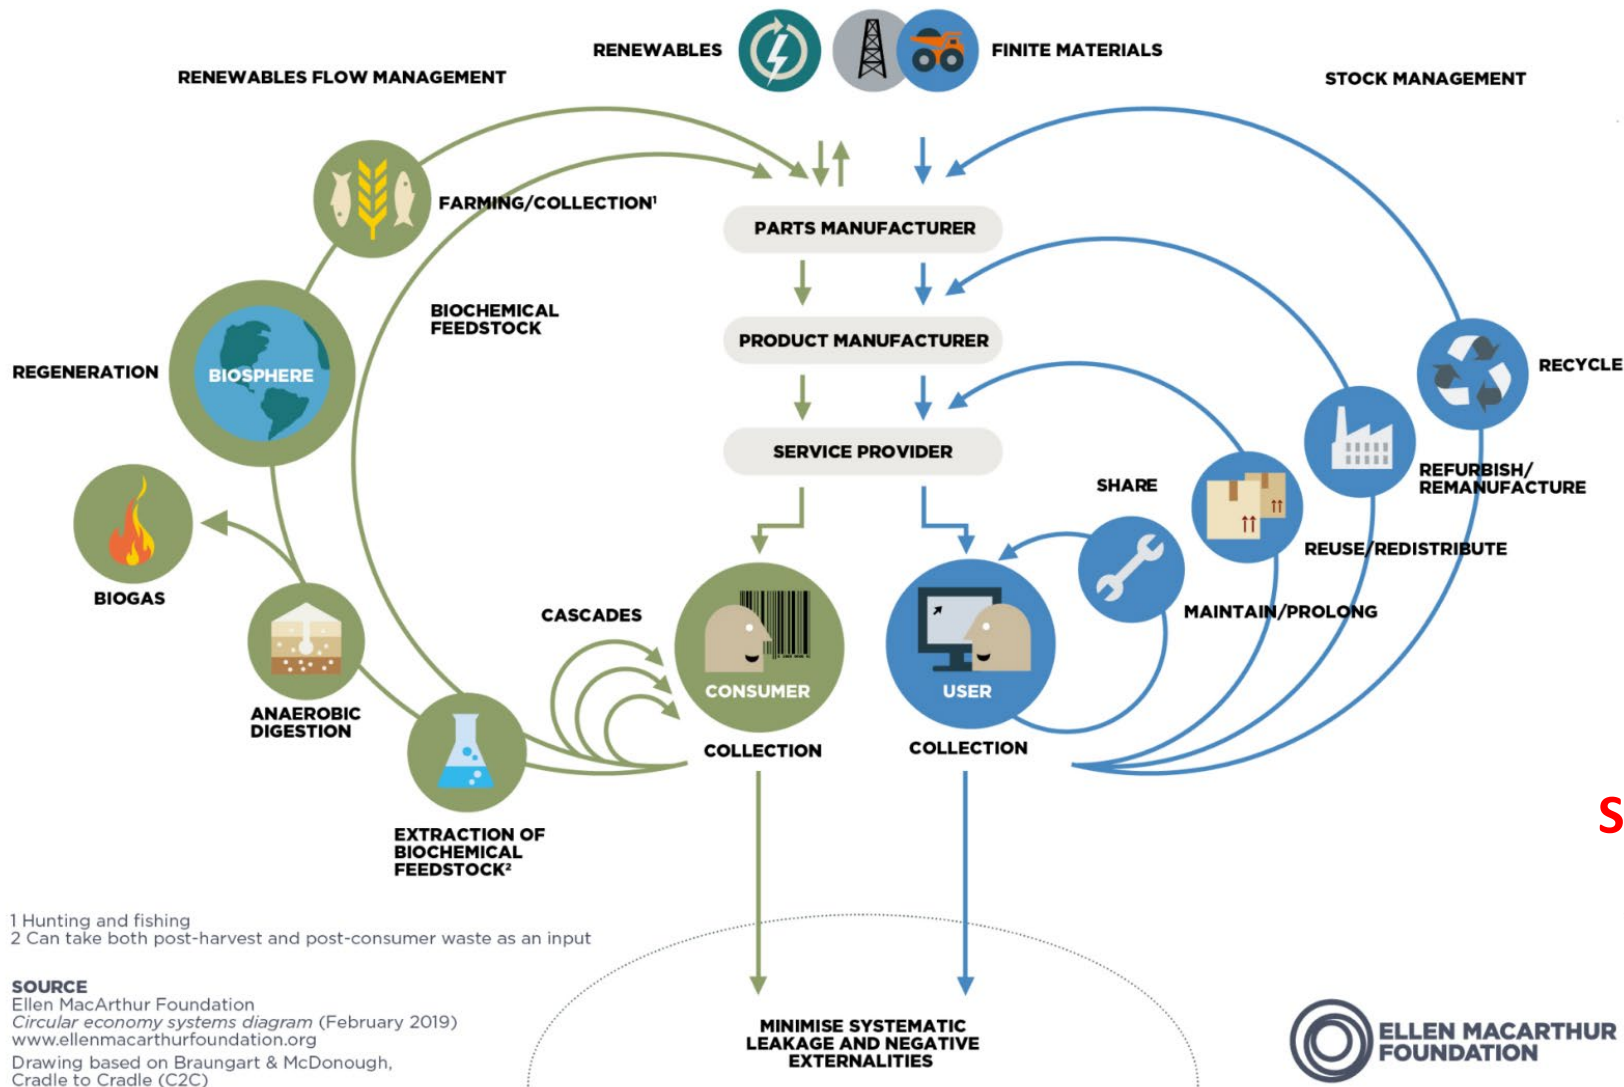 RENEWABLES
FINITE MATERIALS
RENEWABLES FLOW MANAGEMENT
STOCK MANAGEMENT
FARMING/COLLECTION¹
PARTS MANUFACTURER
BIOCHEMICAL
FEEDSTOCK
PRODUCT MANUFACTURER
REGENERATION
BIOSPHERE
RECYCLE
SERVICE PROVIDER
REFURBISH/
REMANUFACTURE
SHARE
REUSE/REDISTRIBUTE
BIOGAS
MAINTAIN/PROLONG
CASCADES
CONSUMER
USER
ANAEROBIC
DIGESTION
COLLECTION
COLLECTION
S
EXTRACTION OF
BIOCHEMICAL
FEEDSTOCK²
1 Hunting and fishing
2 Can take both post-harvest and post-consumer waste as an input
SOURCE
Ellen MacArthur Foundation
Circular economy systems diagram (February 2019)
www.ellenmacarthurfoundation.org
Drawing based on Braungart & McDonough,
Cradle to Cradle (C2C)
MINIMISE SYSTEMATIC
LEAKAGE AND NEGATIVE
EXTERNALITIES
ELLEN MACARTHUR
FOUNDATION